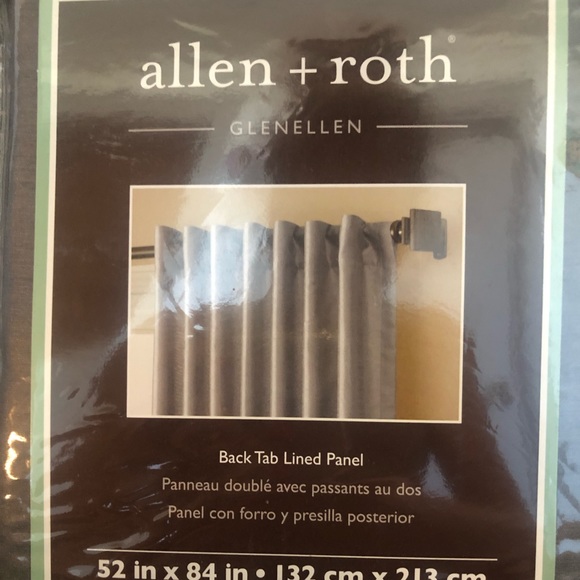 allen + roth®
GLENELLEN
Back Tab Lined Panel
Panneau doublé avec passants au dos
Panel con forro y presilla posterior
52 in x 84 in • 132 cm x 213 cm